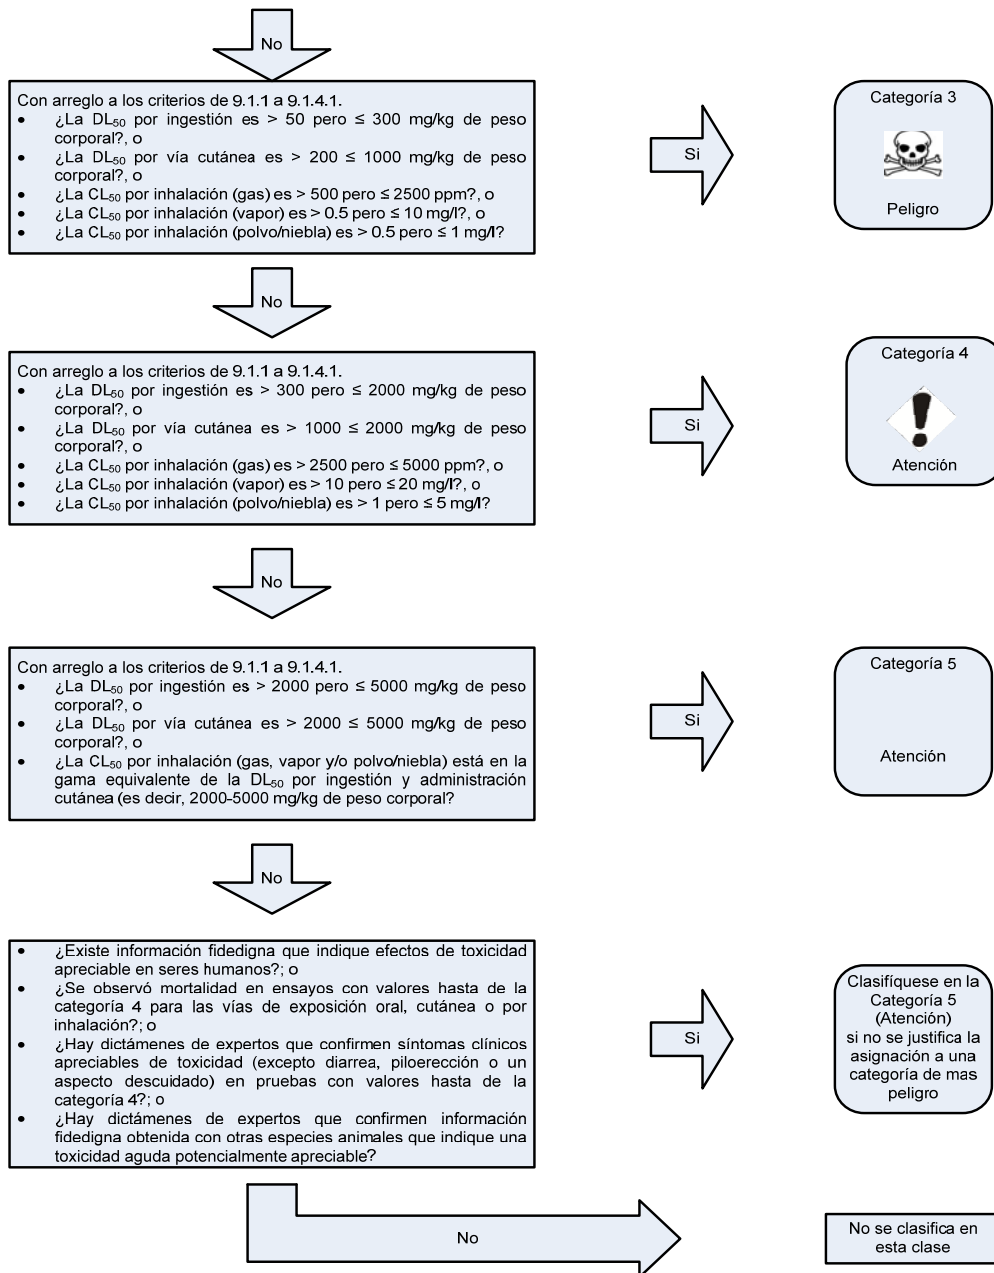 No
Con arreglo a los criterios de 9.1.1 a 9.1.4.1.
• ¿La DL50 por ingestión es > 50 pero ≤ 300 mg/kg de peso
corporal?, o
• ¿La DL50 por vía cutánea es > 200 ≤ 1000 mg/kg de peso
corporal?, o
• ¿La CL50 por inhalación (gas) es > 500 pero ≤ 2500 ppm?, o
• ¿La CL50 por inhalación (vapor) es > 0.5 pero ≤ 10 mg/l?, o
• ¿La CL50 por inhalación (polvo/niebla) es > 0.5 pero ≤ 1 mg/l?
Si
Categoría 3
Peligro
No
Con arreglo a los criterios de 9.1.1 a 9.1.4.1.
• ¿La DL50 por ingestión es > 300 pero ≤ 2000 mg/kg de peso
corporal?, o
• ¿La DL50 por vía cutánea es > 1000 ≤ 2000 mg/kg de peso
corporal?, o
• ¿La CL50 por inhalación (gas) es > 2500 pero ≤ 5000 ppm?, o
• ¿La CL50 por inhalación (vapor) es > 10 pero ≤ 20 mg/l?, o
• ¿La CL50 por inhalación (polvo/niebla) es > 1 pero ≤ 5 mg/l?
Si
Categoría 4
Atención
No
Con arreglo a los criterios de 9.1.1 a 9.1.4.1.
• ¿La DL50 por ingestión es > 2000 pero ≤ 5000 mg/kg de peso
corporal?, o
• ¿La DL50 por vía cutánea es > 2000 ≤ 5000 mg/kg de peso
corporal?, o
• ¿La CL50 por inhalación (gas, vapor y/o polvo/niebla) está en la
gama equivalente de la DL50 por ingestión y administración
cutánea (es decir, 2000-5000 mg/kg de peso corporal?
Si
Categoría 5
Atención
No
• ¿Existe información fidedigna que indique efectos de toxicidad
apreciable en seres humanos?; o
• ¿Se observó mortalidad en ensayos con valores hasta de la
categoría 4 para las vías de exposición oral, cutánea o por
inhalación?; o
• ¿Hay dictámenes de expertos que confirmen síntomas clínicos
apreciables de toxicidad (excepto diarrea, piloerección o un
aspecto descuidado) en pruebas con valores hasta de la
categoría 4?; o
• ¿Hay dictámenes de expertos que confirmen información
fidedigna obtenida con otras especies animales que indique una
toxicidad aguda potencialmente apreciable?
Si
Clasifíquese en la
Categoría 5
(Atención)
si no se justifica la
asignación a una
categoría de mas
peligro
No
No se clasifica en
esta clase